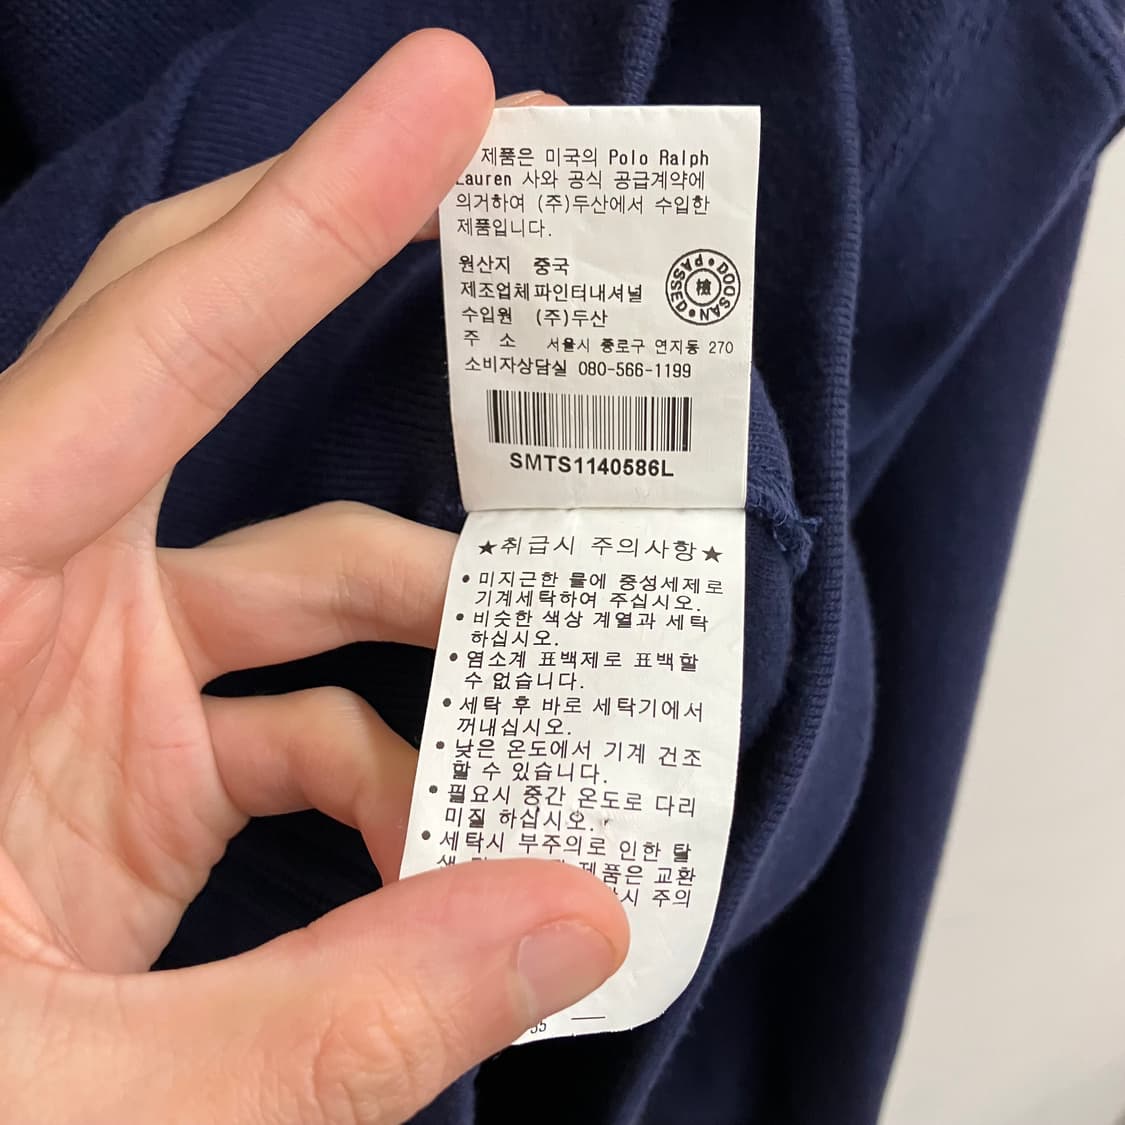 제품은 미국의 Polo Ralph
Lauren 사와 공식 공급계약에
의거하여 (주)두산에서 수입한
제품입니다.
원산지 중국
제조업체 파인터내셔널
수입원 (주)두산
주 소 서울시 종로구 연지동 270
소비자상담실 080-566-1199
DOOSAN PASSED
檢
SMTS1140586L
★취급시 주의사항★
• 미지근한 물에 중성세제로
기계세탁하여 주십시오.
• 비슷한 색상 계열과 세탁
하십시오.
• 염소계 표백제로 표백할
수 없습니다.
• 세탁 후 바로 세탁기에서
꺼내십시오.
• 낮은 온도에서 기계 건조
할 수 있습니다.
• 필요시 중간 온도로 다리
미질 하십시오.
• 세탁시 부주의로 인한 탈
제품은 교환
주의